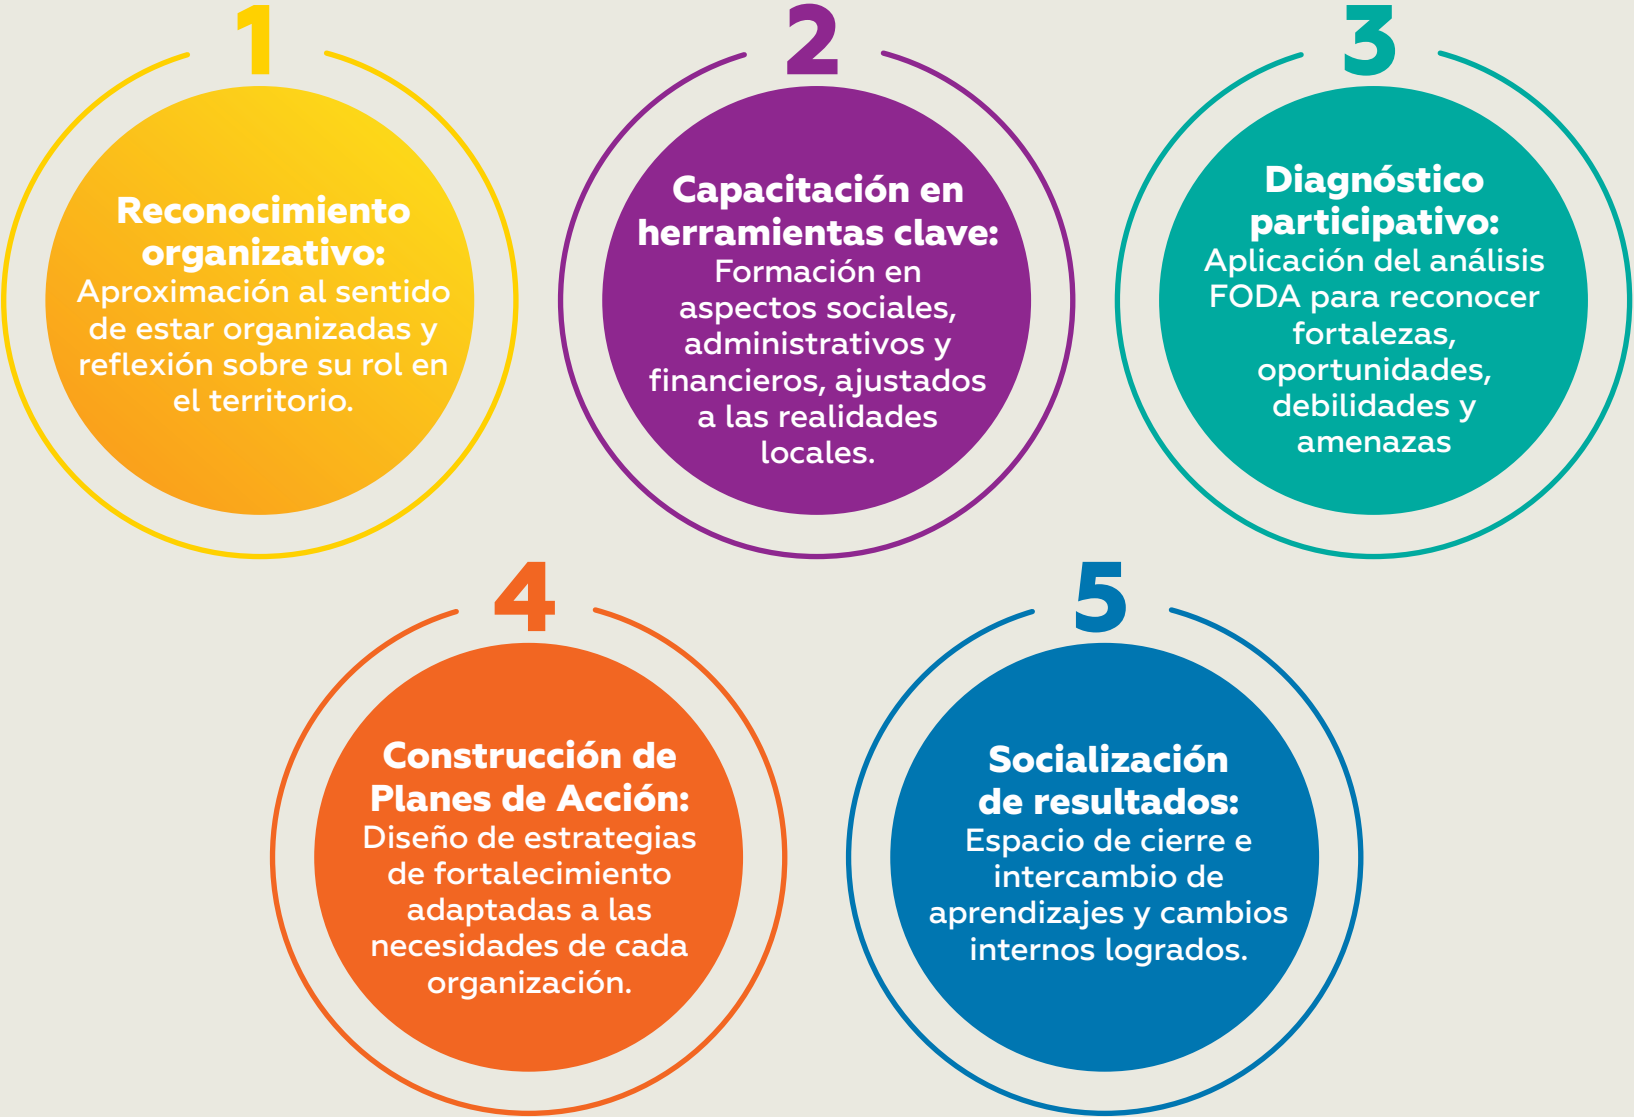 1
Reconocimiento
organizativo:
Aproximación al sentido
de estar organizadas y
reflexión sobre su rol en
el territorio.
2
Capacitación en
herramientas clave:
Formación en
aspectos sociales,
administrativos y
financieros, ajustados
a las realidades
locales.
3
Diagnóstico
participativo:
Aplicación del análisis
FODA para reconocer
fortalezas,
oportunidades,
debilidades y
amenazas
4
Construcción de
Planes de Acción:
Diseño de estrategias
de fortalecimiento
adaptadas a las
necesidades de cada
organización.
5
Socialización
de resultados:
Espacio de cierre e
intercambio de
aprendizajes y cambios
internos logrados.